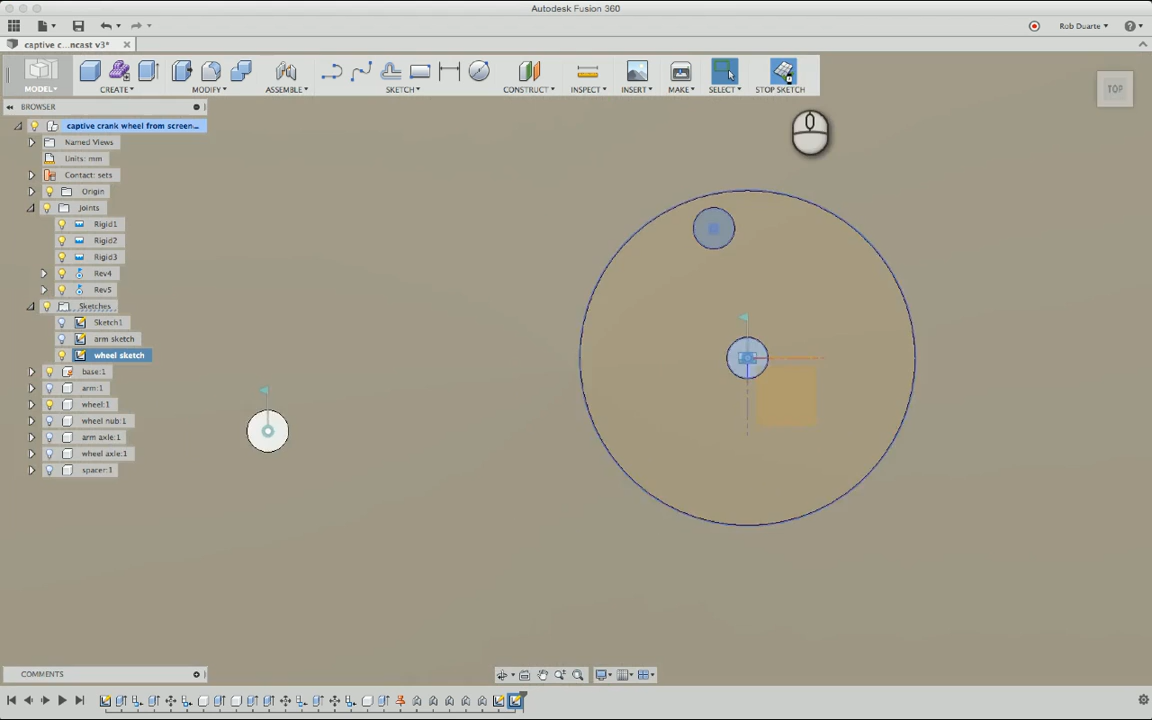 Autodesk Fusion 360
Rob Duarte
captive c...ncast v3*
MODEL
CREATE
MODIFY
ASSEMBLE
SKETCH
CONSTRUCT
INSPECT
INSERT
MAKE
SELECT
STOP SKETCH
BROWSER
TOP
captive crank wheel from screen...
Named Views
Units: mm
Contact: sets
Origin
Joints
Rigid1
Rigid2
Rigid3
Rev4
Rev5
Sketches
Sketch1
arm sketch
wheel sketch
base:1
arm:1
wheel:1
wheel nub:1
arm axle:1
wheel axle:1
spacer:1
COMMENTS